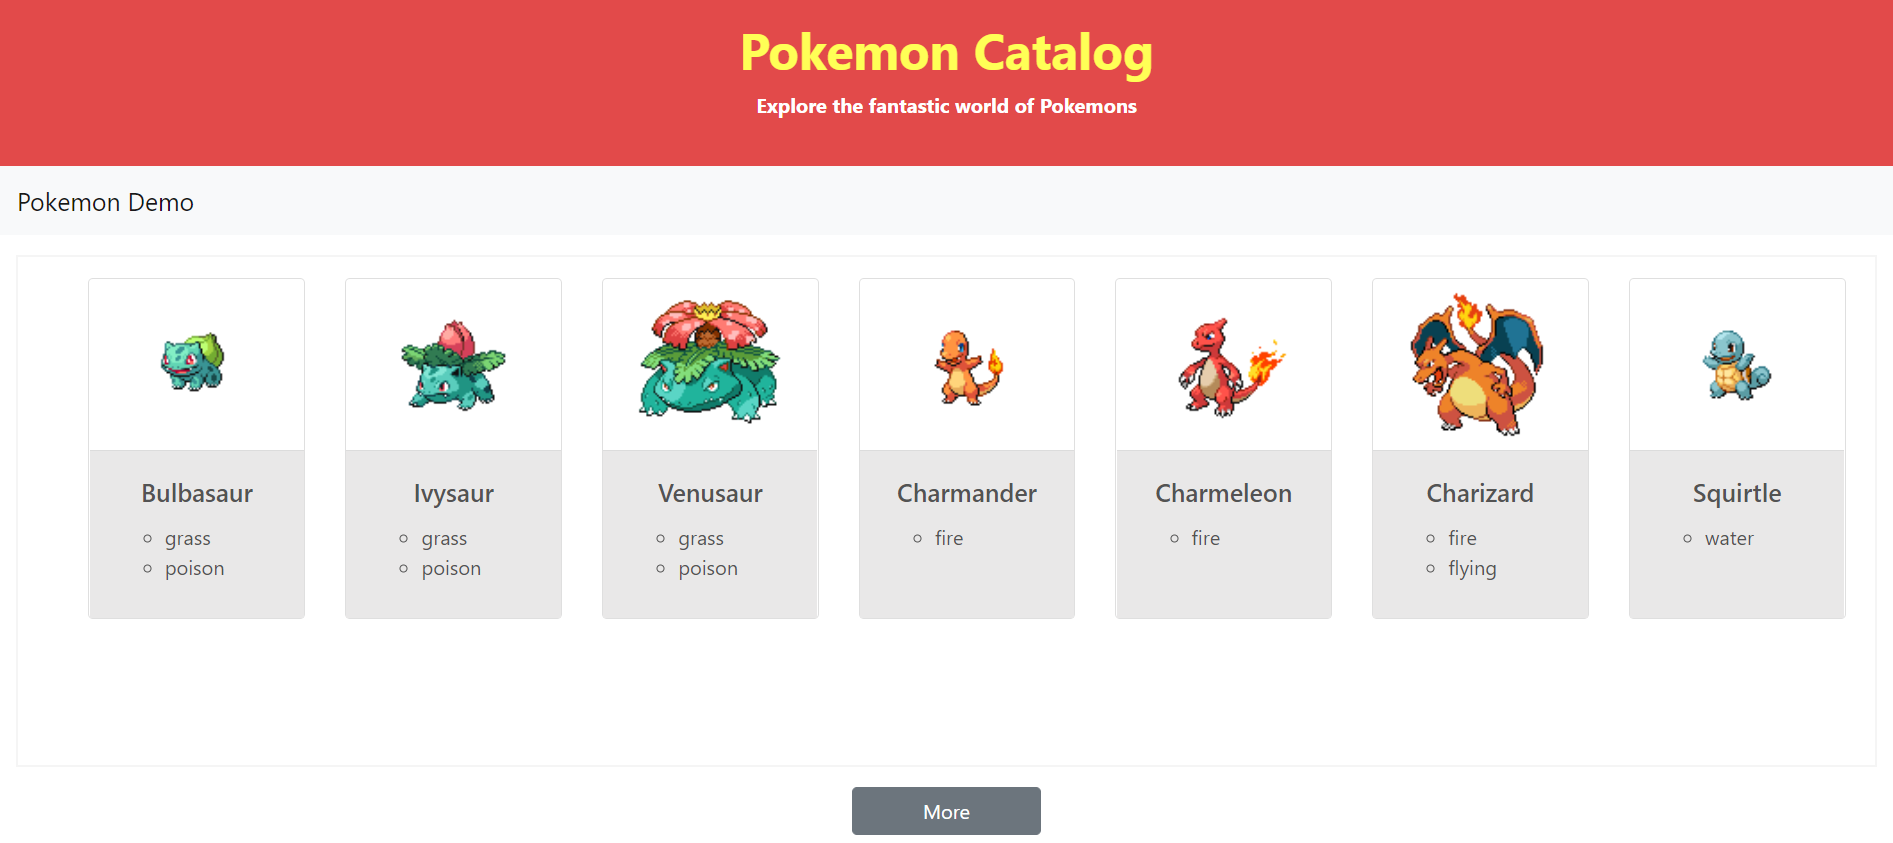 Pokemon Catalog
Explore the fantastic world of Pokemons
Pokemon Demo
Bulbasaur
grass
poison
Ivysaur
grass
poison
Venusaur
grass
poison
Charmander
fire
Charmeleon
fire
Charizard
fire
flying
Squirtle
water
More